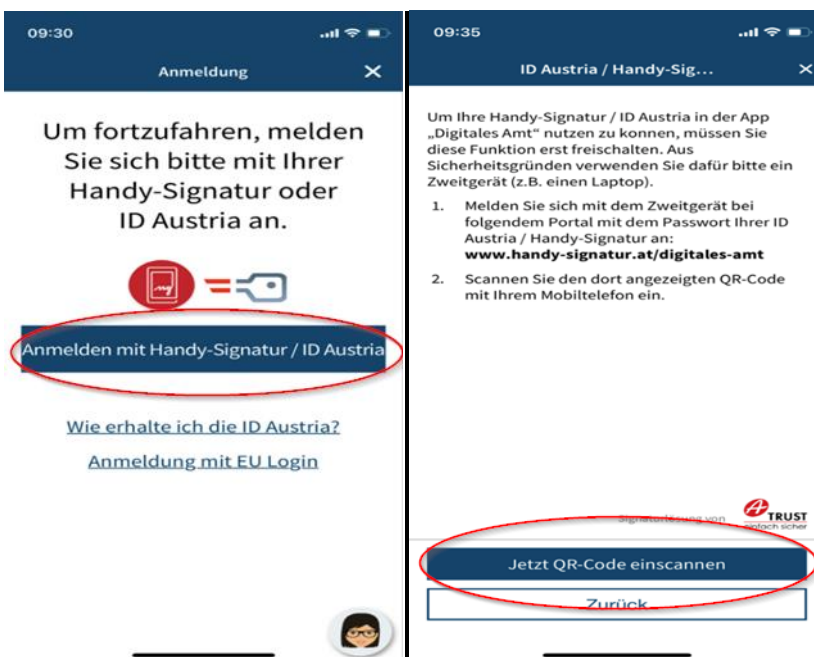 09:30
Anmeldung
Um fortzufahren, melden
Sie sich bitte mit Ihrer
Handy-Signatur oder
ID Austria an.
Anmelden mit Handy-Signatur / ID Austria
Wie erhalte ich die ID Austria?
Anmeldung mit EU Login
09:35
ID Austria / Handy-Sig...
Um Ihre Handy-Signatur / ID Austria in der App
„Digitales Amt“ nutzen zu konnen, müssen Sie
diese Funktion erst freischalten. Aus
Sicherheitsgründen verwenden Sie dafür bitte ein
Zweitgerät (z.B. einen Laptop).
1. Melden Sie sich mit dem Zweitgerät bei
folgendem Portal mit dem Passwort Ihrer ID
Austria / Handy-Signatur an:
www.handy-signatur.at/digitales-amt
2. Scannen Sie den dort angezeigten QR-Code
mit Ihrem Mobiltelefon ein.
Signaturlösung von
A TRUST
einfach sicher
Jetzt QR-Code einscannen
Zurück